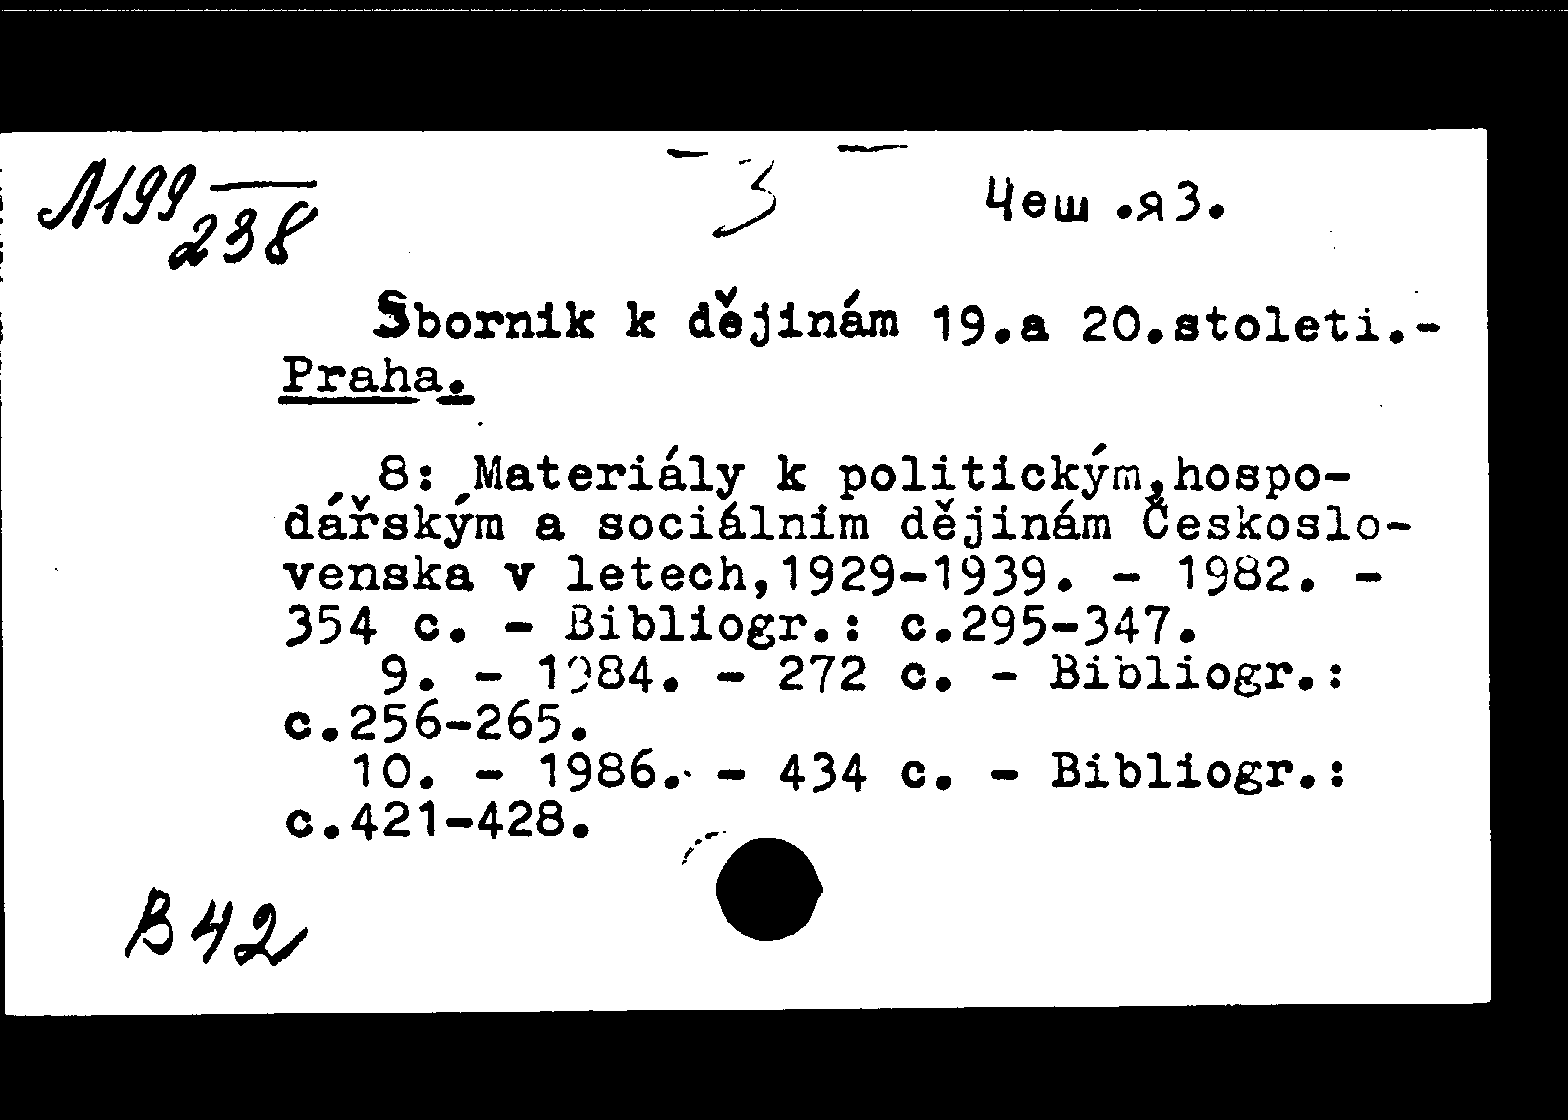 Л199
238
3
Чеш.яз.
Sbornik k dějinám 19.a 20.stoleti.-
Praha.
8: Materiály k politickým,hospo-
dářským a sociálnim dějinám Českoslo-
venska v letech,1929-1939. - 1982. -
354 с. - Bibliogr.: с.295-347.
9. - 1984. - 272 с. - Bibliogr.:
с.256-265.
10. - 1986. - 434 с. - Bibliogr.:
с.421-428.
В 42